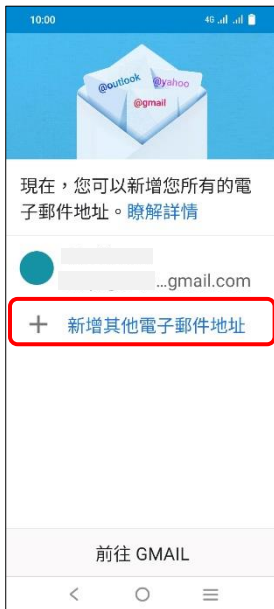 10:00
4G
@outlook @yahoo
@gmail
現在，您可以新增您所有的電
子郵件地址。瞭解詳情
...gmail.com
+ 新增其他電子郵件地址
前往 GMAIL